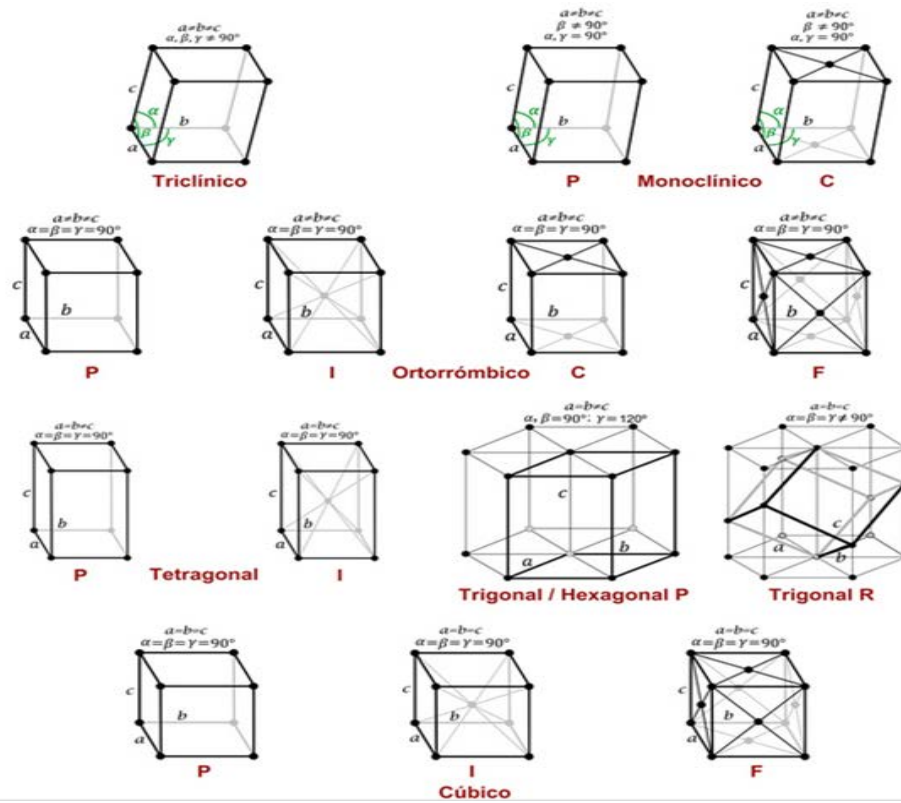 a≠b≠c
α, β, γ ≠ 90°
c
α
b
β
γ
a
Triclínico
a≠b≠c
β ≠ 90°
α, γ = 90°
c
α
b
β
γ
a
P
Monoclínico
a≠b≠c
β ≠ 90°
α, γ = 90°
c
α
b
β
γ
a
C
a≠b≠c
α=β=γ=90°
c
b
a
P
a≠b≠c
α=β=γ=90°
c
b
a
I
Ortorrómbico
a≠b≠c
α=β=γ=90°
c
b
a
C
a≠b≠c
α=β=γ=90°
c
b
a
F
a=b≠c
α=β=γ=90°
c
b
a
P
Tetragonal
a=b≠c
α=β=γ=90°
c
b
a
I
a=b≠c
α, β=90°; γ=120°
c
a
b
Trigonal / Hexagonal P
a=b=c
α=β=γ≠90°
c
a
b
Trigonal R
a=b=c
α=β=γ=90°
c
b
a
P
a=b=c
α=β=γ=90°
c
b
a
I
Cúbico
a=b=c
α=β=γ=90°
c
b
a
F